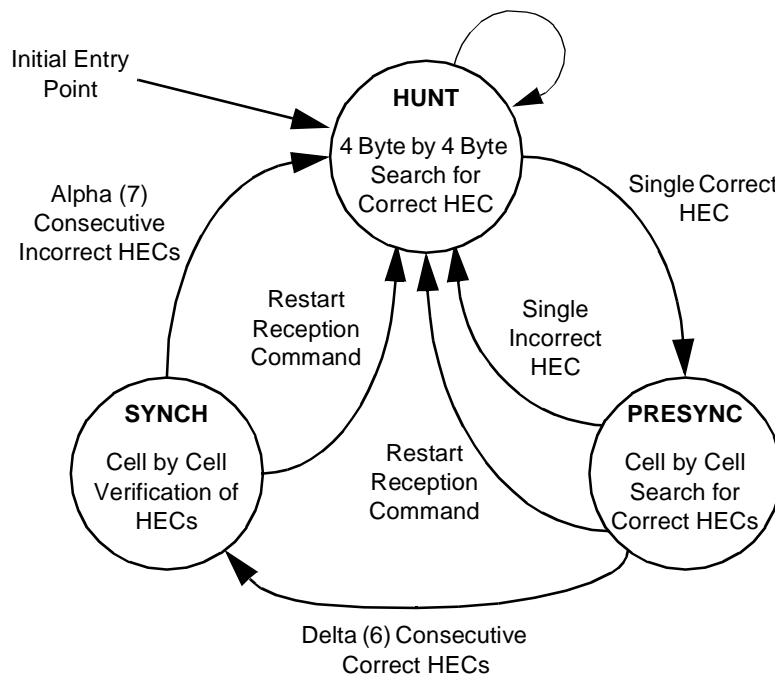 Initial Entry
Point
HUNT
4 Byte by 4 Byte
Search for
Correct HEC
Single Correct
HEC
Alpha (7)
Consecutive
Incorrect HECs
Restart
Reception
Command
Single
Incorrect
HEC
SYNCH
Cell by Cell
Verification of
HECs
Restart
Reception
Command
PRESYNC
Cell by Cell
Search for
Correct HECs
Delta (6) Consecutive
Correct HECs